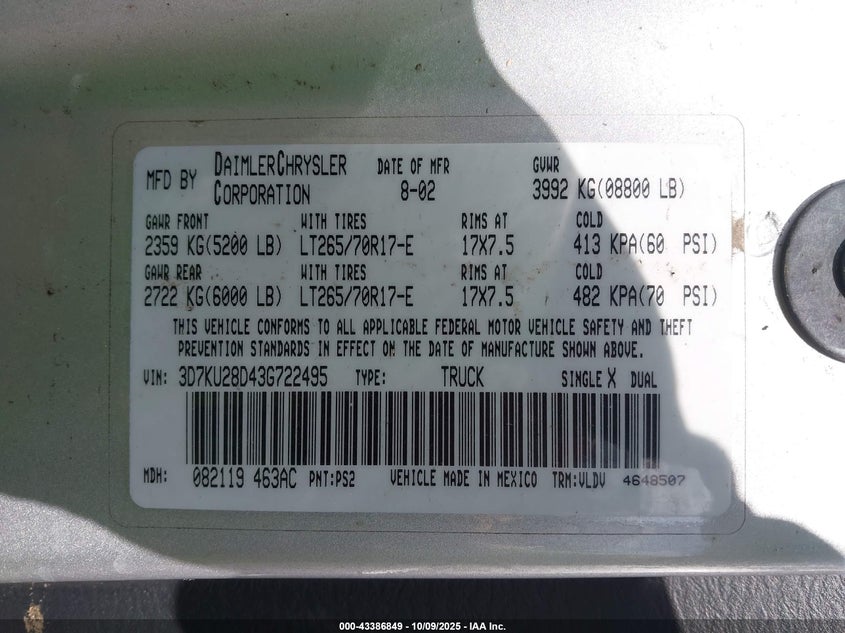 MFD BY DAIMLERCHRYSLER CORPORATION DATE OF MFR 8-02 GVWR 3992 KG(08800 LB)
GAWR FRONT WITH TIRES RIMS AT COLD
2359 KG(5200 LB) LT265/70R17-E 17X7.5 413 KPA(60 PSI)
GAWR REAR WITH TIRES RIMS AT COLD
2722 KG(6000 LB) LT265/70R17-E 17X7.5 482 KPA(70 PSI)
THIS VEHICLE CONFORMS TO ALL APPLICABLE FEDERAL MOTOR VEHICLE SAFETY AND THEFT
PREVENTION STANDARDS IN EFFECT ON THE DATE OF MANUFACTURE SHOWN ABOVE.
VIN: 3D7KU28D43G722495 TYPE: TRUCK SINGLE X DUAL
MDH: 082119 463AC PNT:PS2 VEHICLE MADE IN MEXICO TRM:VLDV 4648507
000-43386849 - 10/09/2025 - IAA Inc.